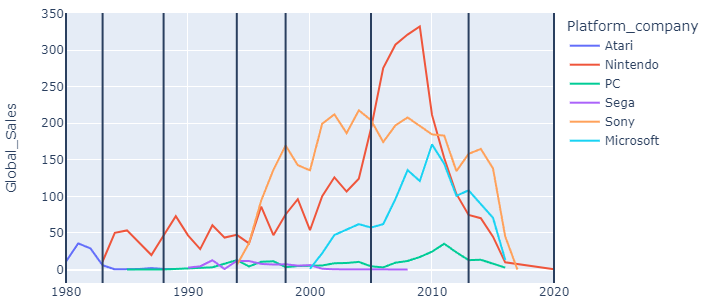 Platform_company
Atari
Nintendo
PC
Sega
Sony
Microsoft
Global_Sales
350
300
250
200
150
100
50
0
1980
1990
2000
2010
2020